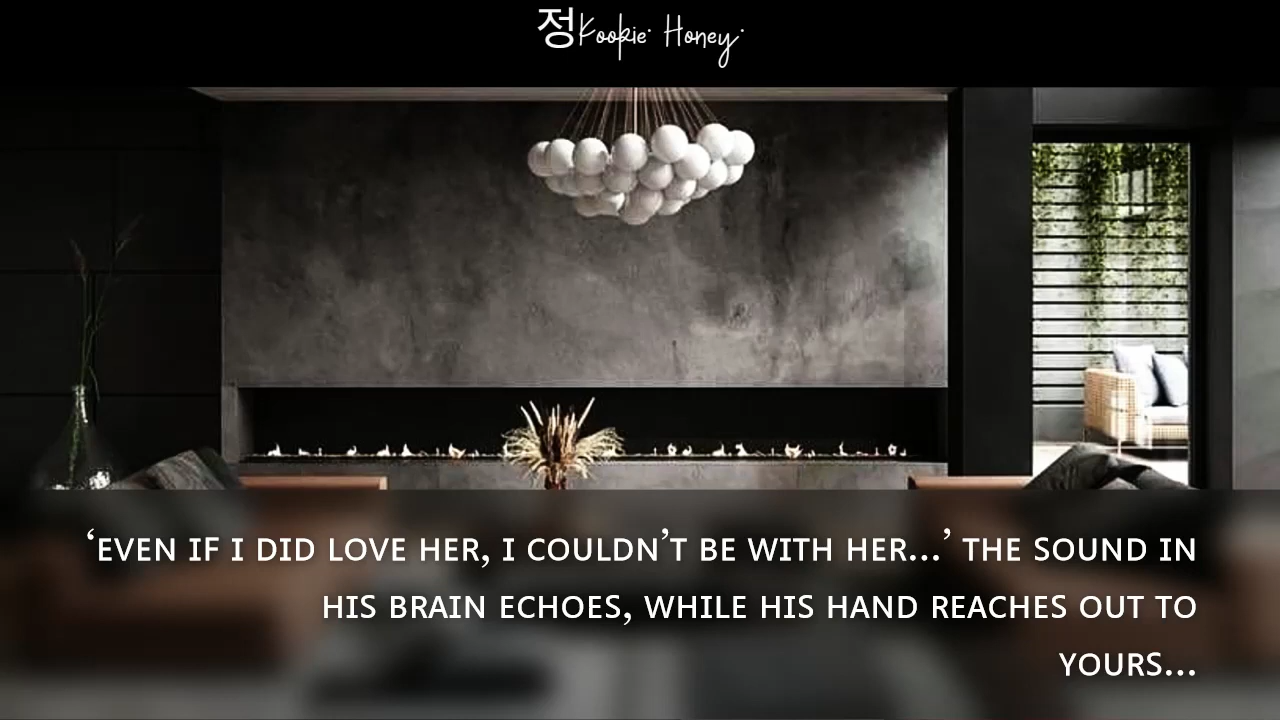 정Kookie Honey
‘EVEN IF I DID LOVE HER, I COULDN’T BE WITH HER...’ THE SOUND IN
HIS BRAIN ECHOES, WHILE HIS HAND REACHES OUT TO
YOURS...